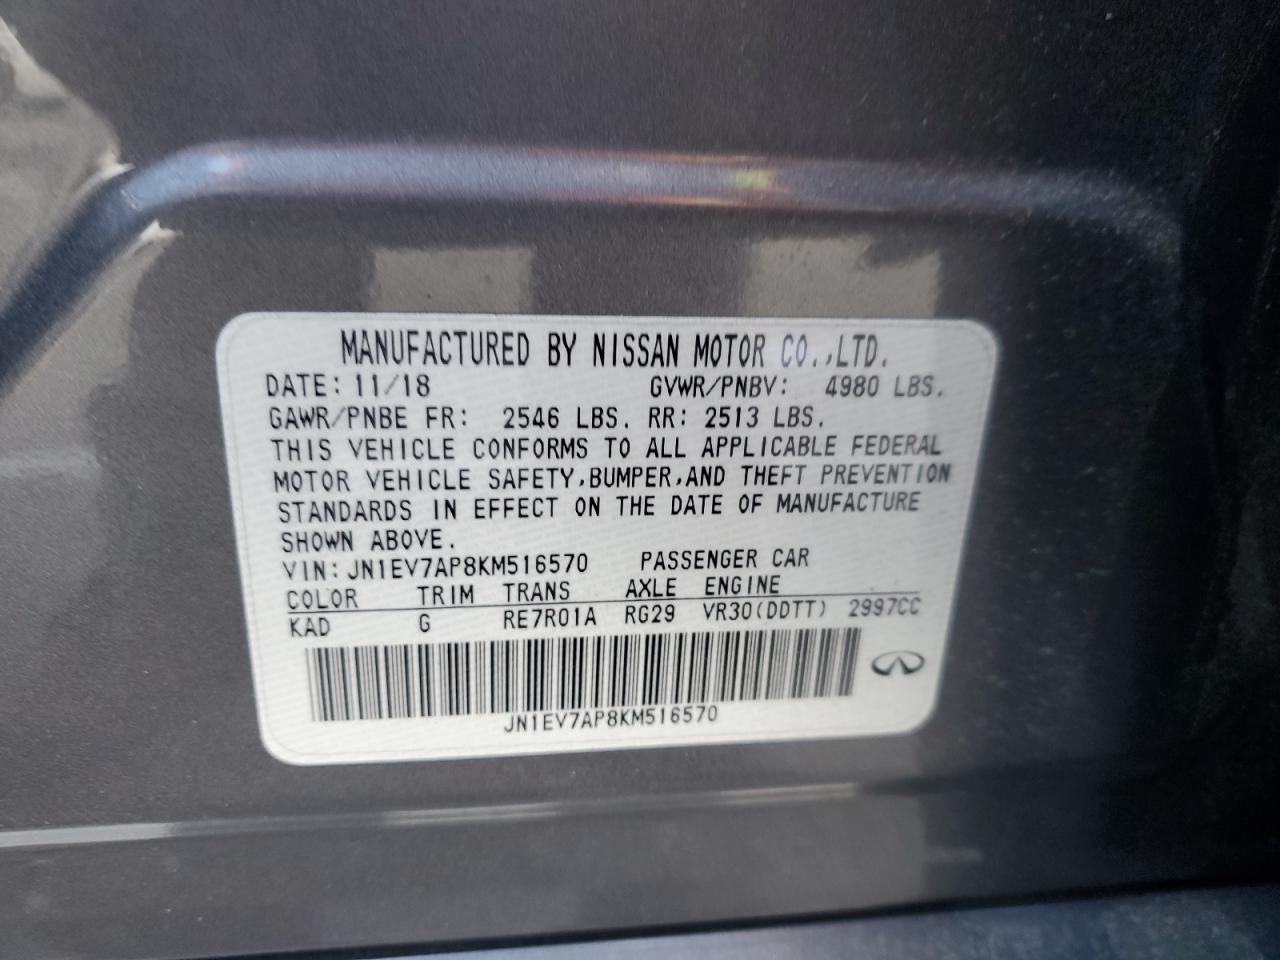 MANUFACTURED BY NISSAN MOTOR CO.,LTD.
DATE: 11/18 GVWR/PNBV: 4980 LBS.
GAWR/PNBE FR: 2546 LBS. RR: 2513 LBS.
THIS VEHICLE CONFORMS TO ALL APPLICABLE FEDERAL
MOTOR VEHICLE SAFETY,BUMPER,AND THEFT PREVENTION
STANDARDS IN EFFECT ON THE DATE OF MANUFACTURE
SHOWN ABOVE.
VIN: JN1EV7AP8KM516570 PASSENGER CAR
COLOR TRIM TRANS AXLE ENGINE
KAD G RE7R01A RG29 VR30(DDTT) 2997CC
JN1EV7AP8KM516570